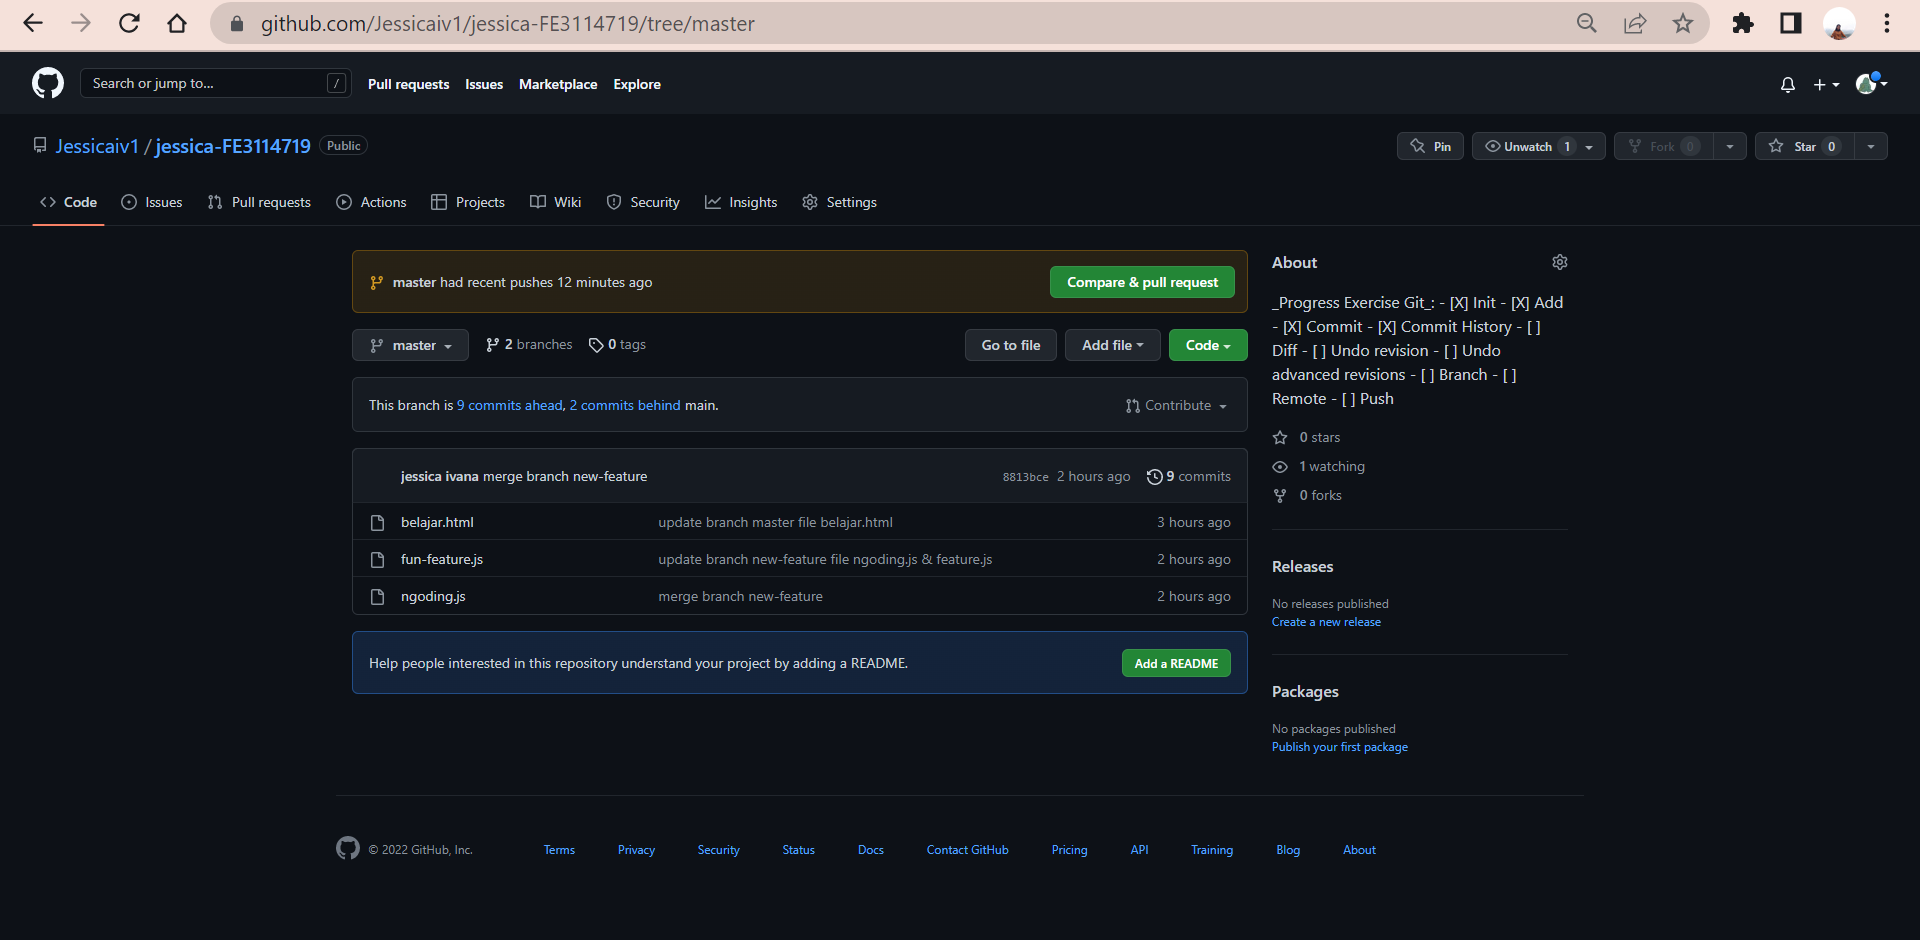 github.com/Jessicaiv1/jessica-FE3114719/tree/master
Search or jump to... /
Pull requests Issues Marketplace Explore
Jessicaiv1 / jessica-FE3114719 Public
Pin Unwatch 1 Fork 0 Star 0
Code Issues Pull requests Actions Projects Wiki Security Insights Settings
master had recent pushes 12 minutes ago
Compare & pull request
master 2 branches 0 tags
Go to file Add file Code
This branch is 9 commits ahead, 2 commits behind main.
Contribute
jessica ivana merge branch new-feature 8813bce 2 hours ago 9 commits
belajar.html update branch master file belajar.html 3 hours ago
fun-feature.js update branch new-feature file ngoding.js & feature.js 2 hours ago
ngoding.js merge branch new-feature 2 hours ago
Help people interested in this repository understand your project by adding a README.
Add a README
About
_Progress Exercise Git_: - [X] Init - [X] Add
- [X] Commit - [X] Commit History - [ ]
Diff - [ ] Undo revision - [ ] Undo
advanced revisions - [ ] Branch - [ ]
Remote - [ ] Push
0 stars
1 watching
0 forks
Releases
No releases published
Create a new release
Packages
No packages published
Publish your first package
© 2022 GitHub, Inc. Terms Privacy Security Status Docs Contact GitHub Pricing API Training Blog About